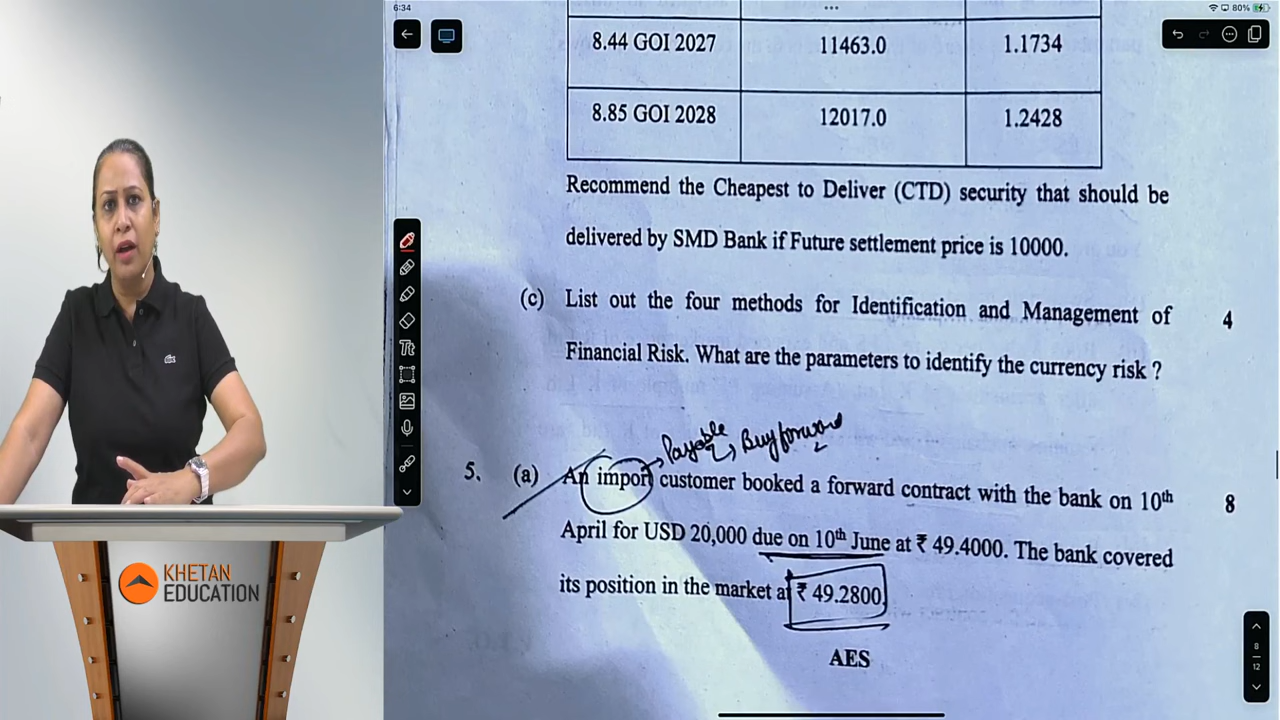 6:34
80%
8.44 GOI 2027 11463.0 1.1734
8.85 GOI 2028 12017.0 1.2428
Recommend the Cheapest to Deliver (CTD) security that should be
delivered by SMD Bank if Future settlement price is 10000.
(c) List out the four methods for Identification and Management of 4
Financial Risk. What are the parameters to identify the currency risk ?
Payable Buy forward
5. (a) An import customer booked a forward contract with the bank on 10th 8
April for USD 20,000 due on 10th June at ₹ 49.4000. The bank covered
its position in the market at ₹ 49.2800
AES
Tt
8
12
KHETAN
EDUCATION